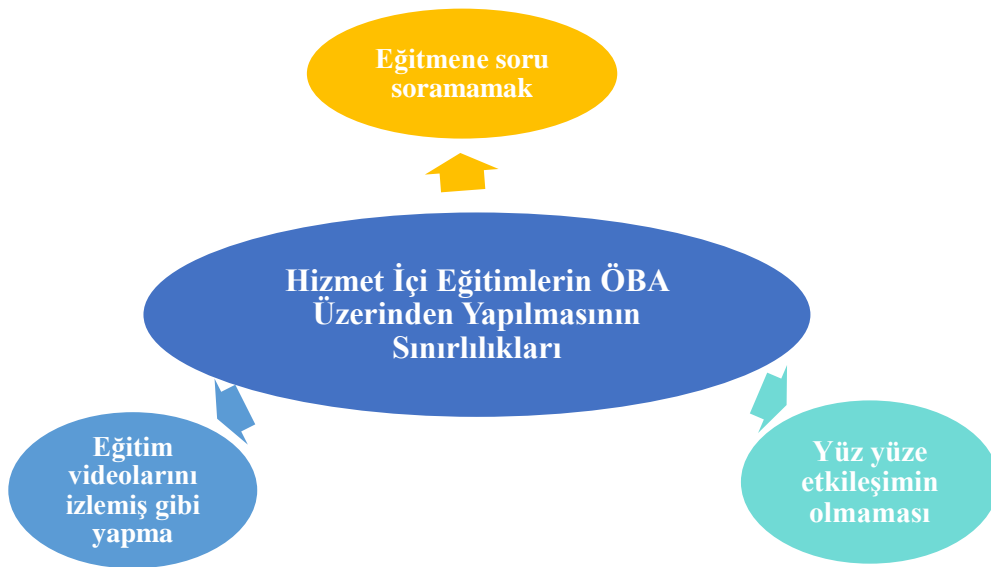 Eğitmene soru
soramamak
Hizmet İçi Eğitimlerin ÖBA
Üzerinden Yapılmasının
Sınırlılıkları
Eğitim
videolarını
izlemiş gibi
yapma
Yüz yüze
etkileşimin
olmaması